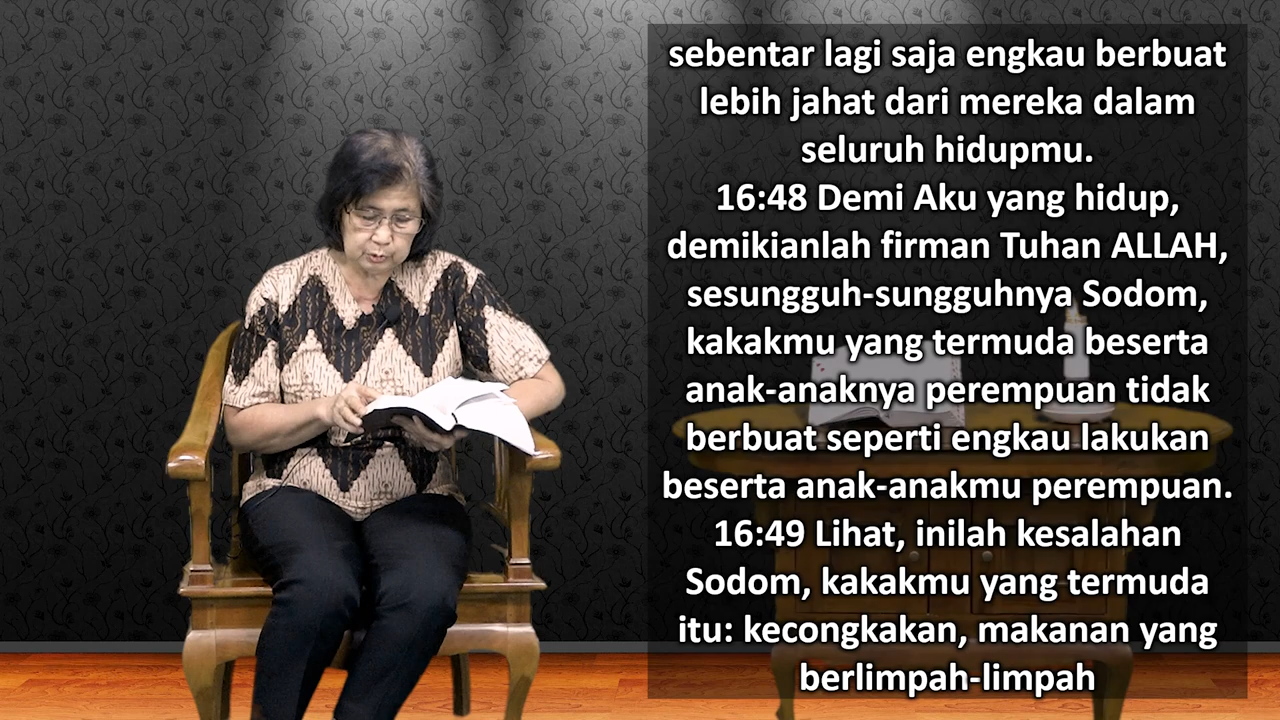 sebentar lagi saja engkau berbuat
lebih jahat dari mereka dalam
seluruh hidupmu.
16:48 Demi Aku yang hidup,
demikianlah firman Tuhan ALLAH,
sesungguh-sungguhnya Sodom,
kakakmu yang termuda beserta
anak-anaknya perempuan tidak
berbuat seperti engkau lakukan
beserta anak-anakmu perempuan.
16:49 Lihat, inilah kesalahan
Sodom, kakakmu yang termuda
itu: kecongkakan, makanan yang
berlimpah-limpah